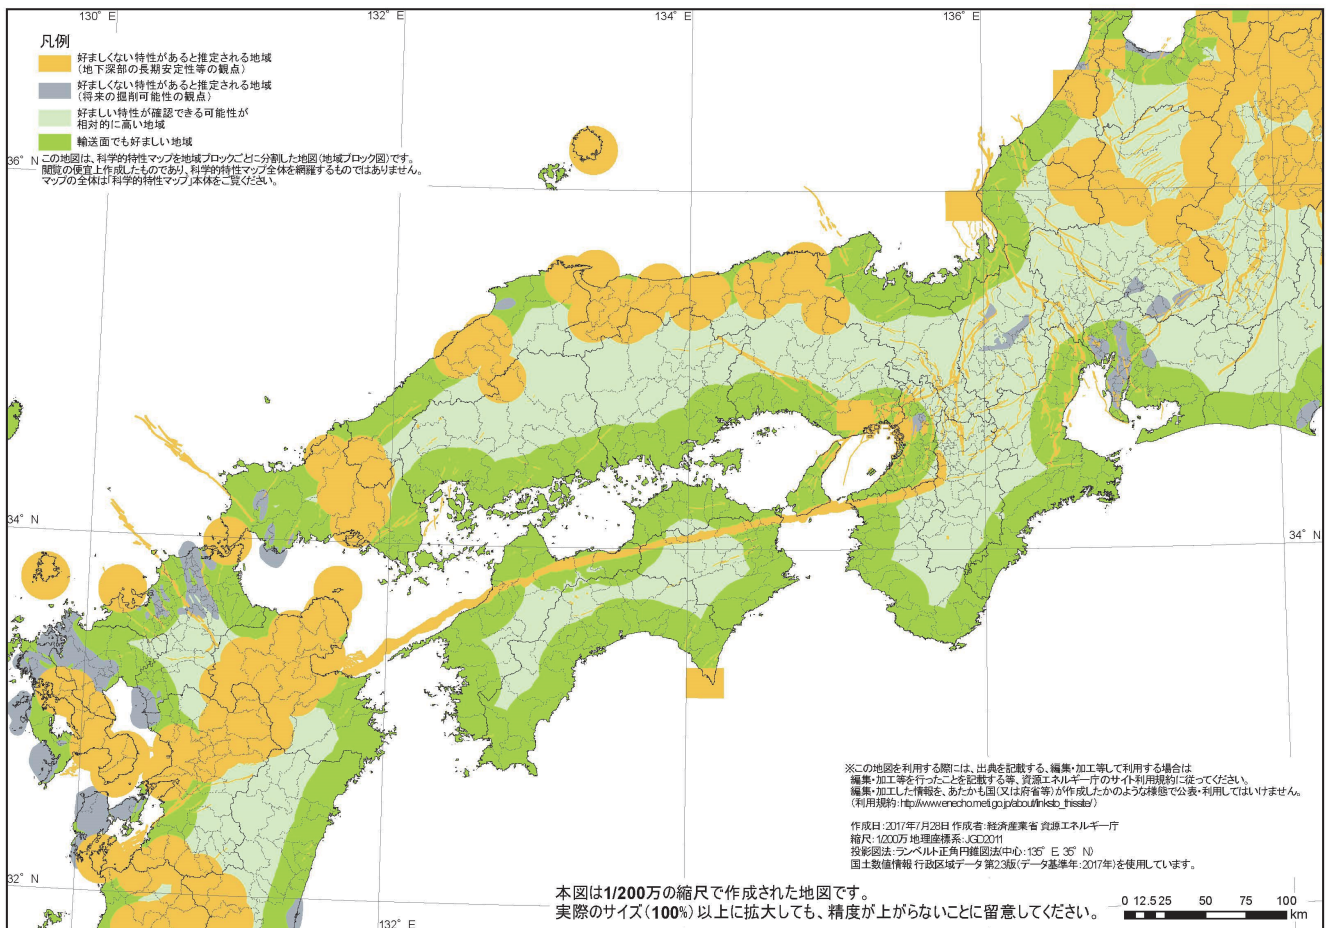 130° E
132° E
134° E
136° E
凡例
好ましくない特性があると推定される地域
(地下深部の長期安定性等の観点)
好ましくない特性があると推定される地域
(将来の掘削可能性の観点)
好ましい特性が確認できる可能性が
相対的に高い地域
輸送面でも好ましい地域
この地図は、科学的特性マップを地域ブロックごとに分割した地図(地域ブロック図)です。
閲覧の便宜上作成したものであり、科学的特性マップ全体を網羅するものではありません。
マップの全体は「科学的特性マップ」本体をご覧ください。
36° N
34° N
34° N
32° N
132° E
※この地図を利用する際には、出典を記載する、編集・加工等して利用する場合は
編集・加工等を行ったことを記載する等、資源エネルギー庁のサイト利用規約に従ってください。
編集・加工した情報を、あたかも国(又は府省等)が作成したかのような様態で公表・利用してはいけません。
(利用規約:http://www.enecho.meti.go.jp/about/linksto_thissite/)
作成日:2017年7月28日 作成者:経済産業省 資源エネルギー庁
縮尺:1/200万 地理座標系:JGD2011
投影図法:ランベルト正角円錐図法(中心:135° E, 35° N)
国土数値情報 行政区域データ 第2.3版(データ基準年:2017年)を使用しています。
本図は1/200万の縮尺で作成された地図です。
実際のサイズ(100%)以上に拡大しても、精度が上がらないことに留意してください。
0 12.5 25 50 75 100
km